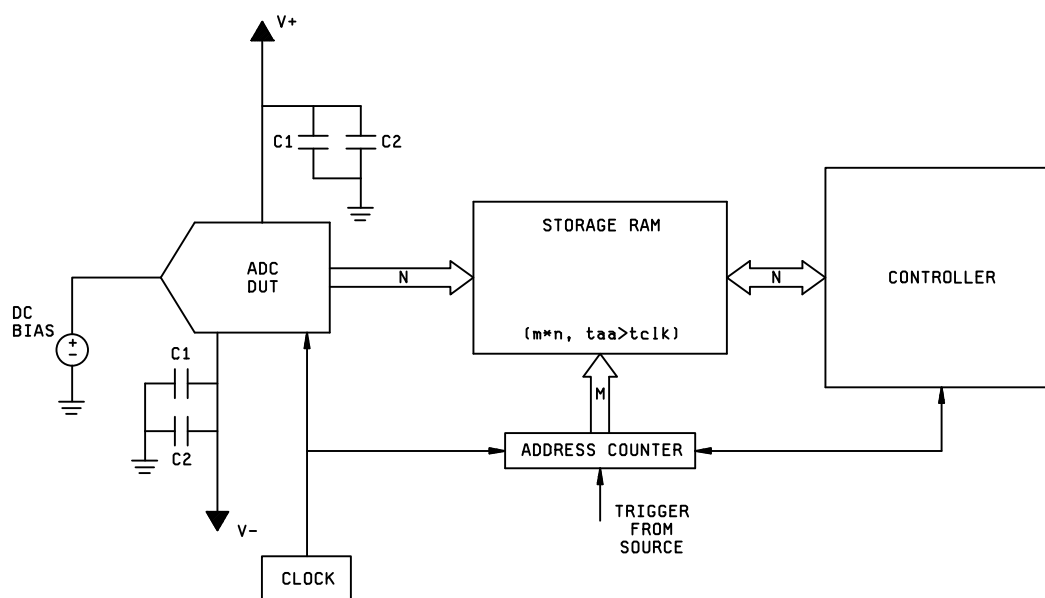 V+
C1
C2
STORAGE RAM
ADC
DUT
N
N
CONTROLLER
DC
BIAS
+
-
(m*n, taa>tclk)
C1
M
C2
ADDRESS COUNTER
TRIGGER
FROM
SOURCE
V-
CLOCK